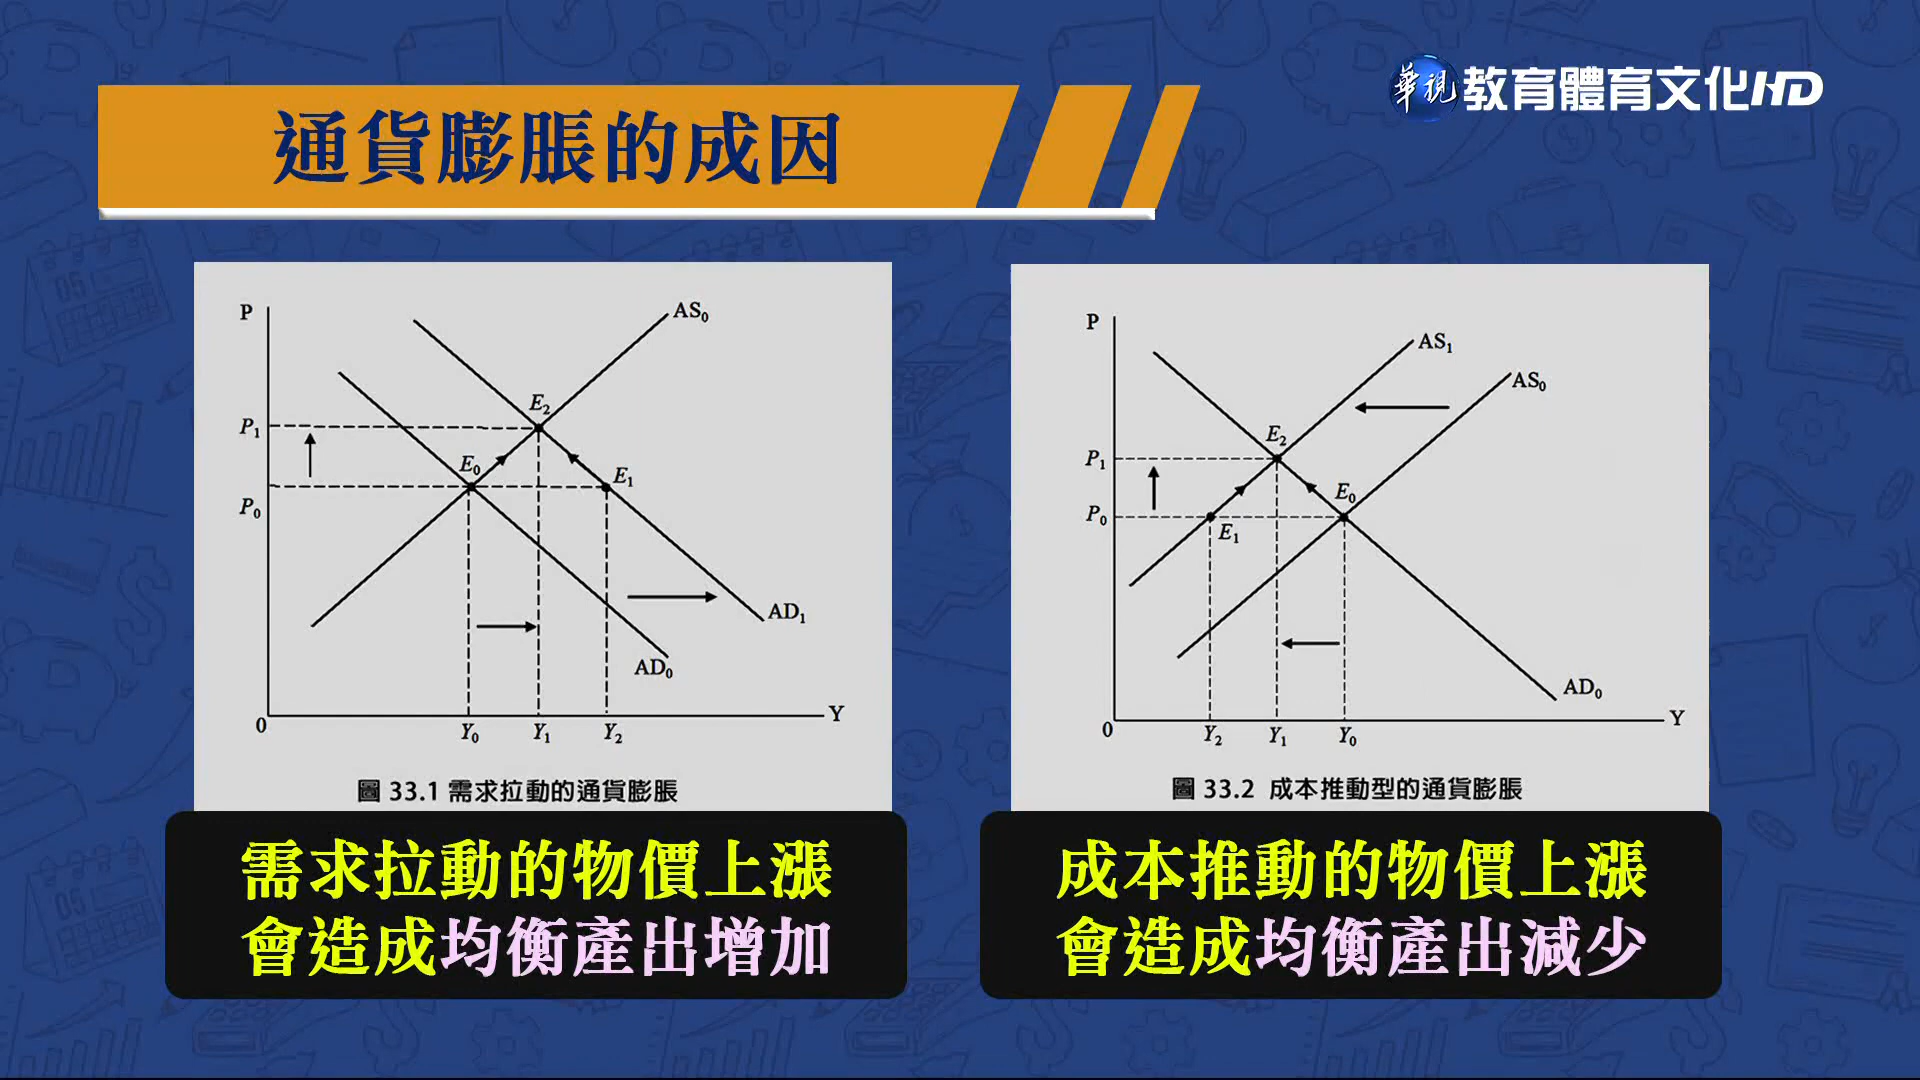 華視 教育體育文化HD
通貨膨脹的成因
P
AS₀
E₂
P₁
E₀
E₁
P₀
AD₁
AD₀
0
Y₀
Y₁
Y₂
Y
圖 33.1 需求拉動的通貨膨脹
需求拉動的物價上漲
會造成均衡產出增加
P
AS₁
AS₀
E₂
P₁
E₀
P₀
E₁
AD₀
0
Y₂
Y₁
Y₀
Y
圖 33.2 成本推動型的通貨膨脹
成本推動的物價上漲
會造成均衡產出減少